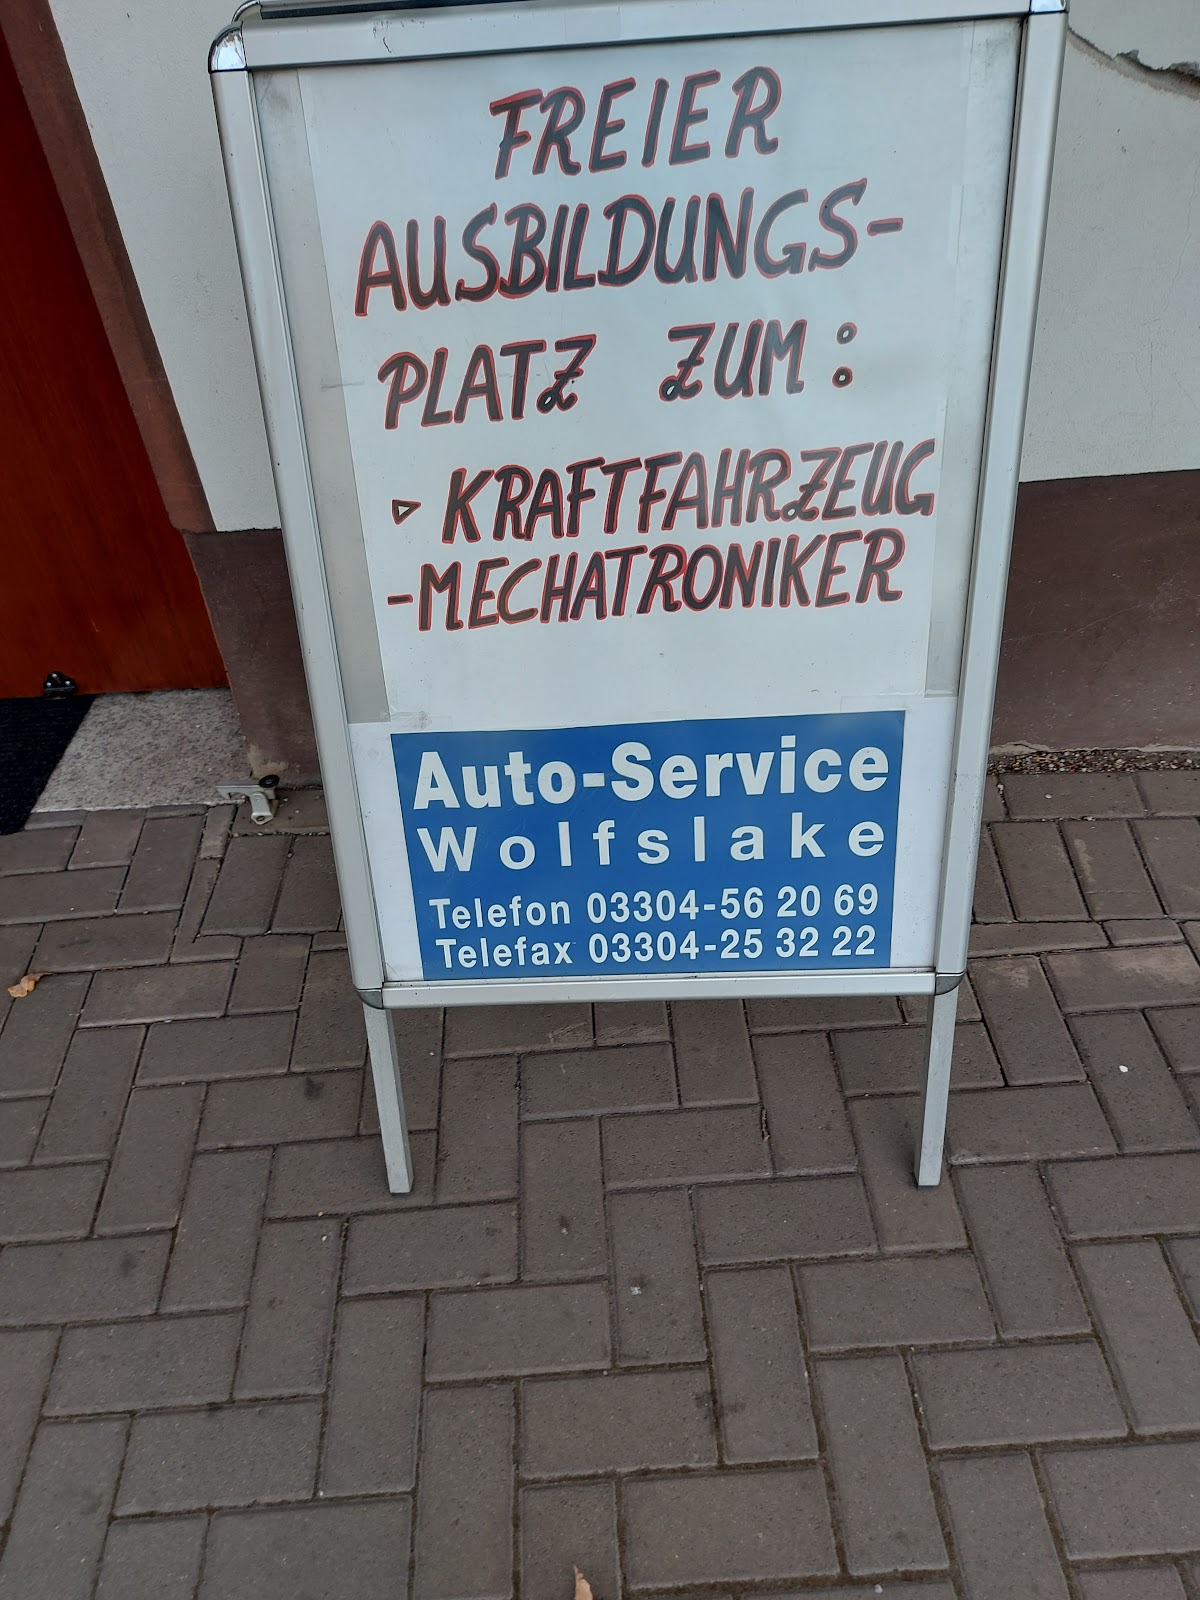 FREIER
AUSBILDUNGS-
PLATZ ZUM:
▹ KRAFTFAHRZEUG
-MECHATRONIKER
Auto-Service
Wolfslake
Telefon 03304-56 20 69
Telefax 03304-25 32 22